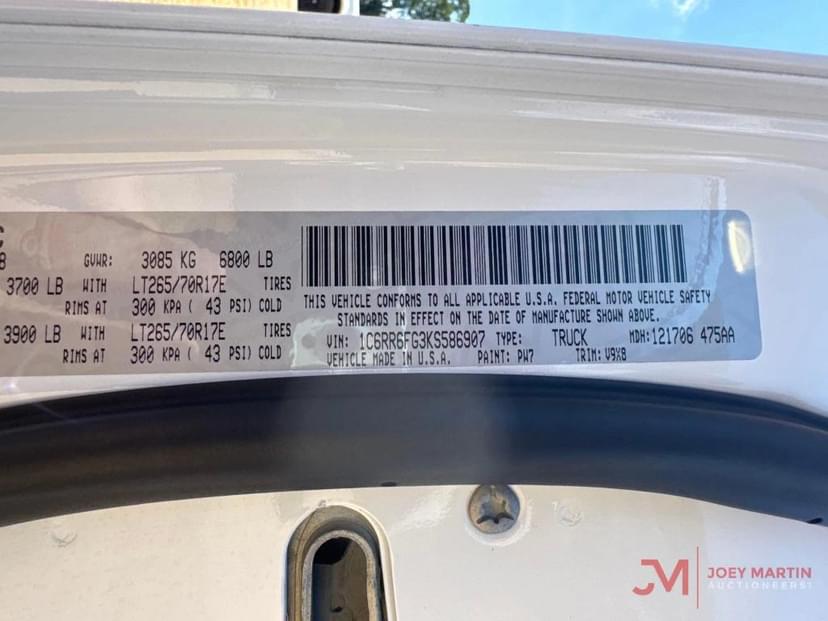 C
8 GVWR: 3085 KG 6800 LB
3700 LB WITH LT265/70R17E TIRES
RIMS AT 300 KPA ( 43 PSI) COLD
3900 LB WITH LT265/70R17E TIRES
RIMS AT 300 KPA ( 43 PSI) COLD
THIS VEHICLE CONFORMS TO ALL APPLICABLE U.S.A. FEDERAL MOTOR VEHICLE SAFETY
STANDARDS IN EFFECT ON THE DATE OF MANUFACTURE SHOWN ABOVE.
VIN: 1C6RR6FG3KS586907 TYPE: TRUCK MDH: 121706 475AA
VEHICLE MADE IN U.S.A. PAINT: PW7 TRIM: V9X8
JM
JOEY MARTIN
AUCTIONEERS!